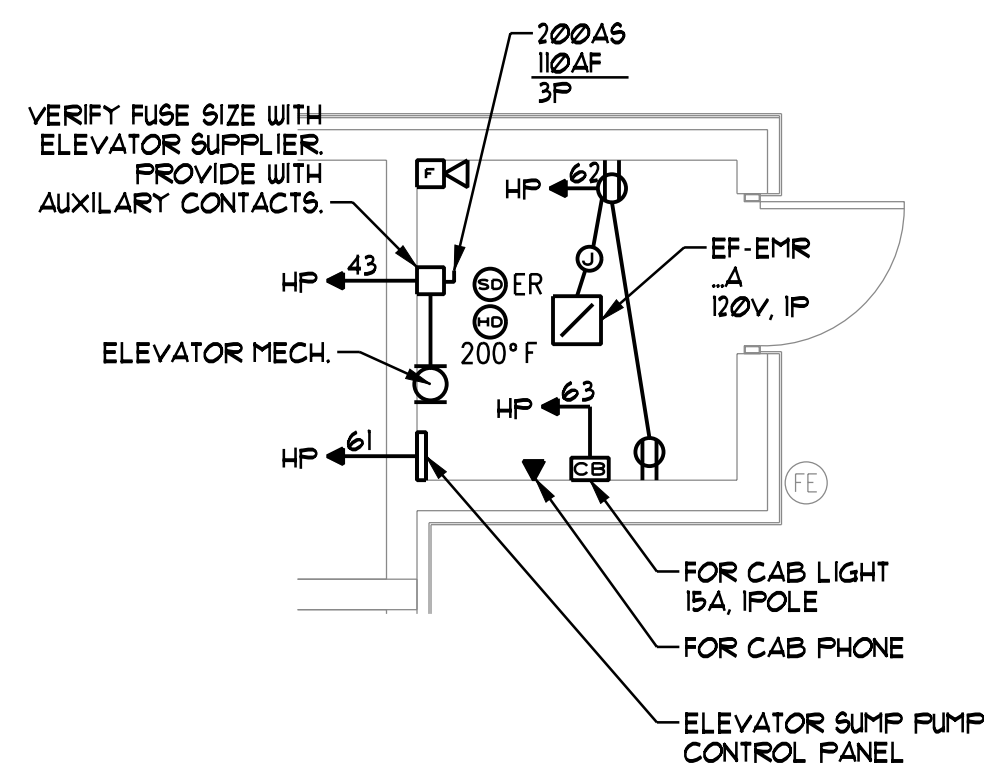 200AS
110AF
3P
VERIFY FUSE SIZE WITH
ELEVATOR SUPPLIER.
PROVIDE WITH
AUXILARY CONTACTS.
F
HP 62
EF-EMR
...A
120V, 1P
J
HP 43
SD ER
HD
200° F
ELEVATOR MECH.
HP 63
HP 61
CB
FE
FOR CAB LIGHT
15A, 1POLE
FOR CAB PHONE
ELEVATOR SUMP PUMP
CONTROL PANEL